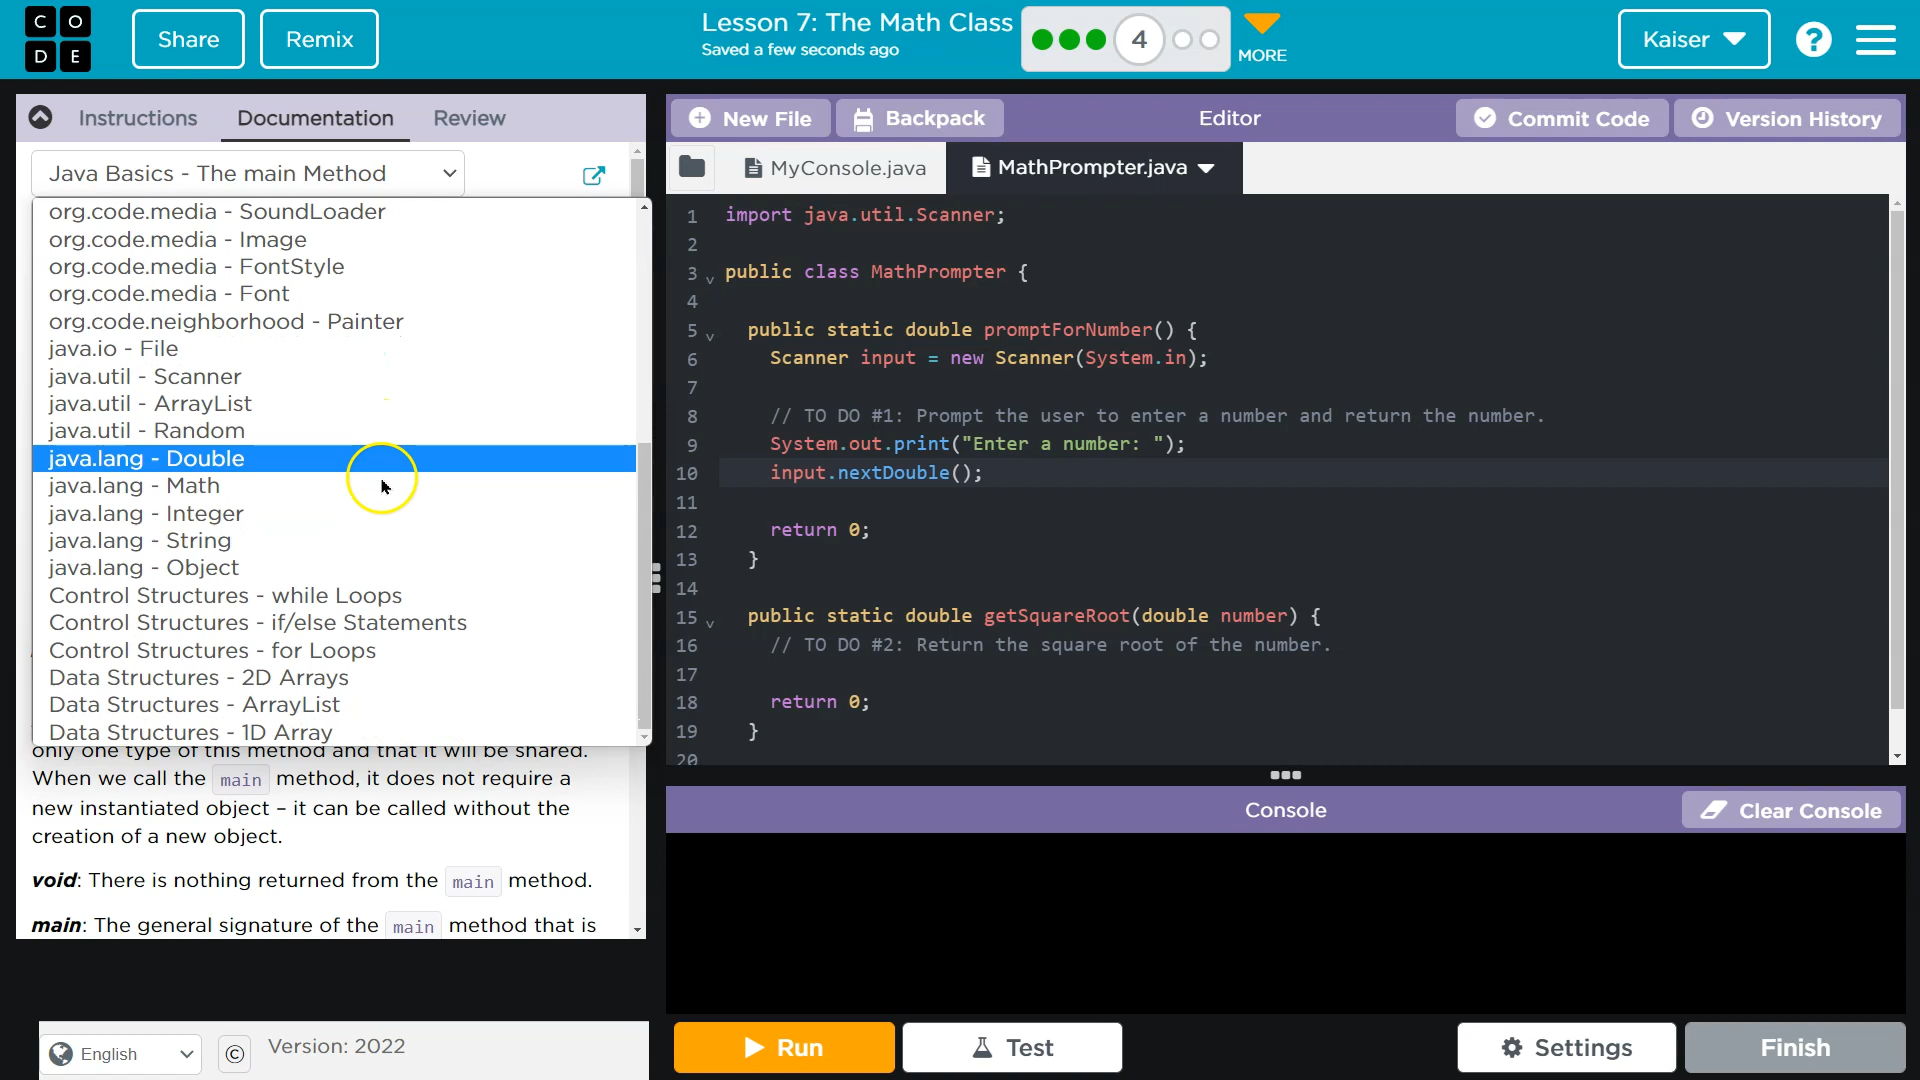 C O
D E
Share
Remix
Lesson 7: The Math Class
Saved a few seconds ago
4
MORE
Kaiser
?
Instructions
Documentation
Review
New File
Backpack
Editor
Commit Code
Version History
Java Basics - The main Method
MyConsole.java
MathPrompter.java
org.code.media - SoundLoader
org.code.media - Image
org.code.media - FontStyle
org.code.media - Font
org.code.neighborhood - Painter
java.io - File
java.util - Scanner
java.util - ArrayList
java.util - Random
java.lang - Double
java.lang - Math
java.lang - Integer
java.lang - String
java.lang - Object
Control Structures - while Loops
Control Structures - if/else Statements
Control Structures - for Loops
Data Structures - 2D Arrays
Data Structures - ArrayList
Data Structures - 1D Array
only one type of this method and that it will be shared.
When we call the main method, it does not require a
new instantiated object – it can be called without the
creation of a new object.
void: There is nothing returned from the main method.
main: The general signature of the main method that is
1 import java.util.Scanner;
2
3 public class MathPrompter {
4
5 public static double promptForNumber() {
6 Scanner input = new Scanner(System.in);
7
8 // TO DO #1: Prompt the user to enter a number and return the number.
9 System.out.print("Enter a number: ");
10 input.nextDouble();
11
12 return 0;
13 }
14
15 public static double getSquareRoot(double number) {
16 // TO DO #2: Return the square root of the number.
17
18 return 0;
19 }
20
Console
Clear Console
English
©
Version: 2022
Run
Test
Settings
Finish